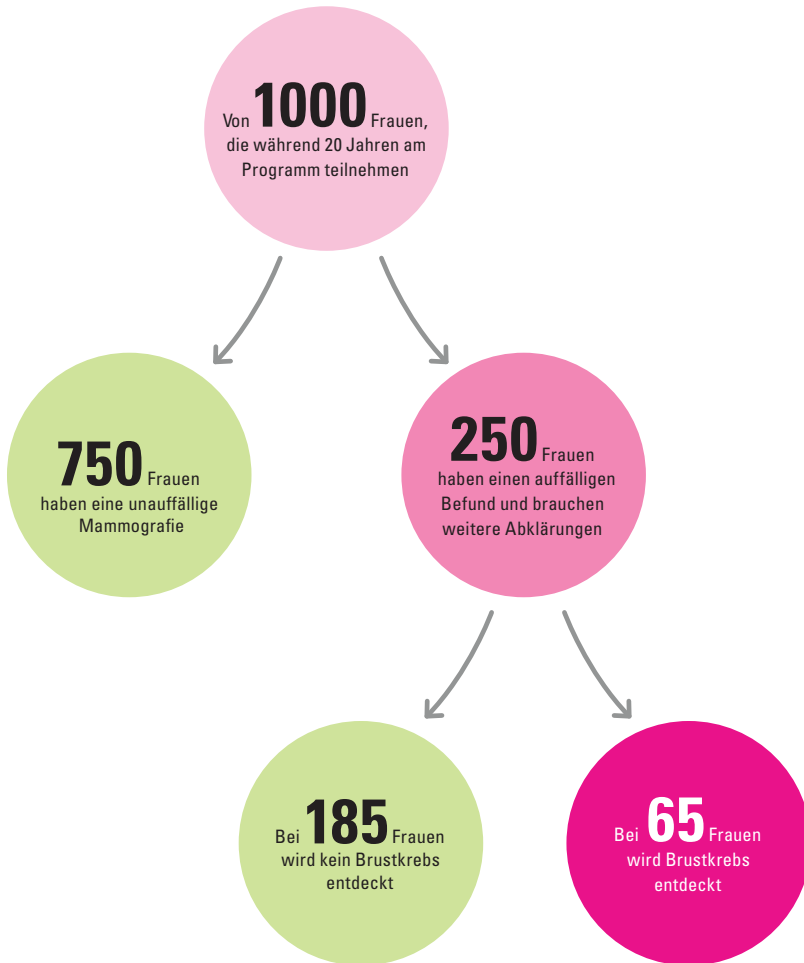 Von 1000 Frauen,
die während 20 Jahren am
Programm teilnehmen
750 Frauen
haben eine unauffällige
Mammografie
250 Frauen
haben einen auffälligen
Befund und brauchen
weitere Abklärungen
Bei 185 Frauen
wird kein Brustkrebs
entdeckt
Bei 65 Frauen
wird Brustkrebs
entdeckt